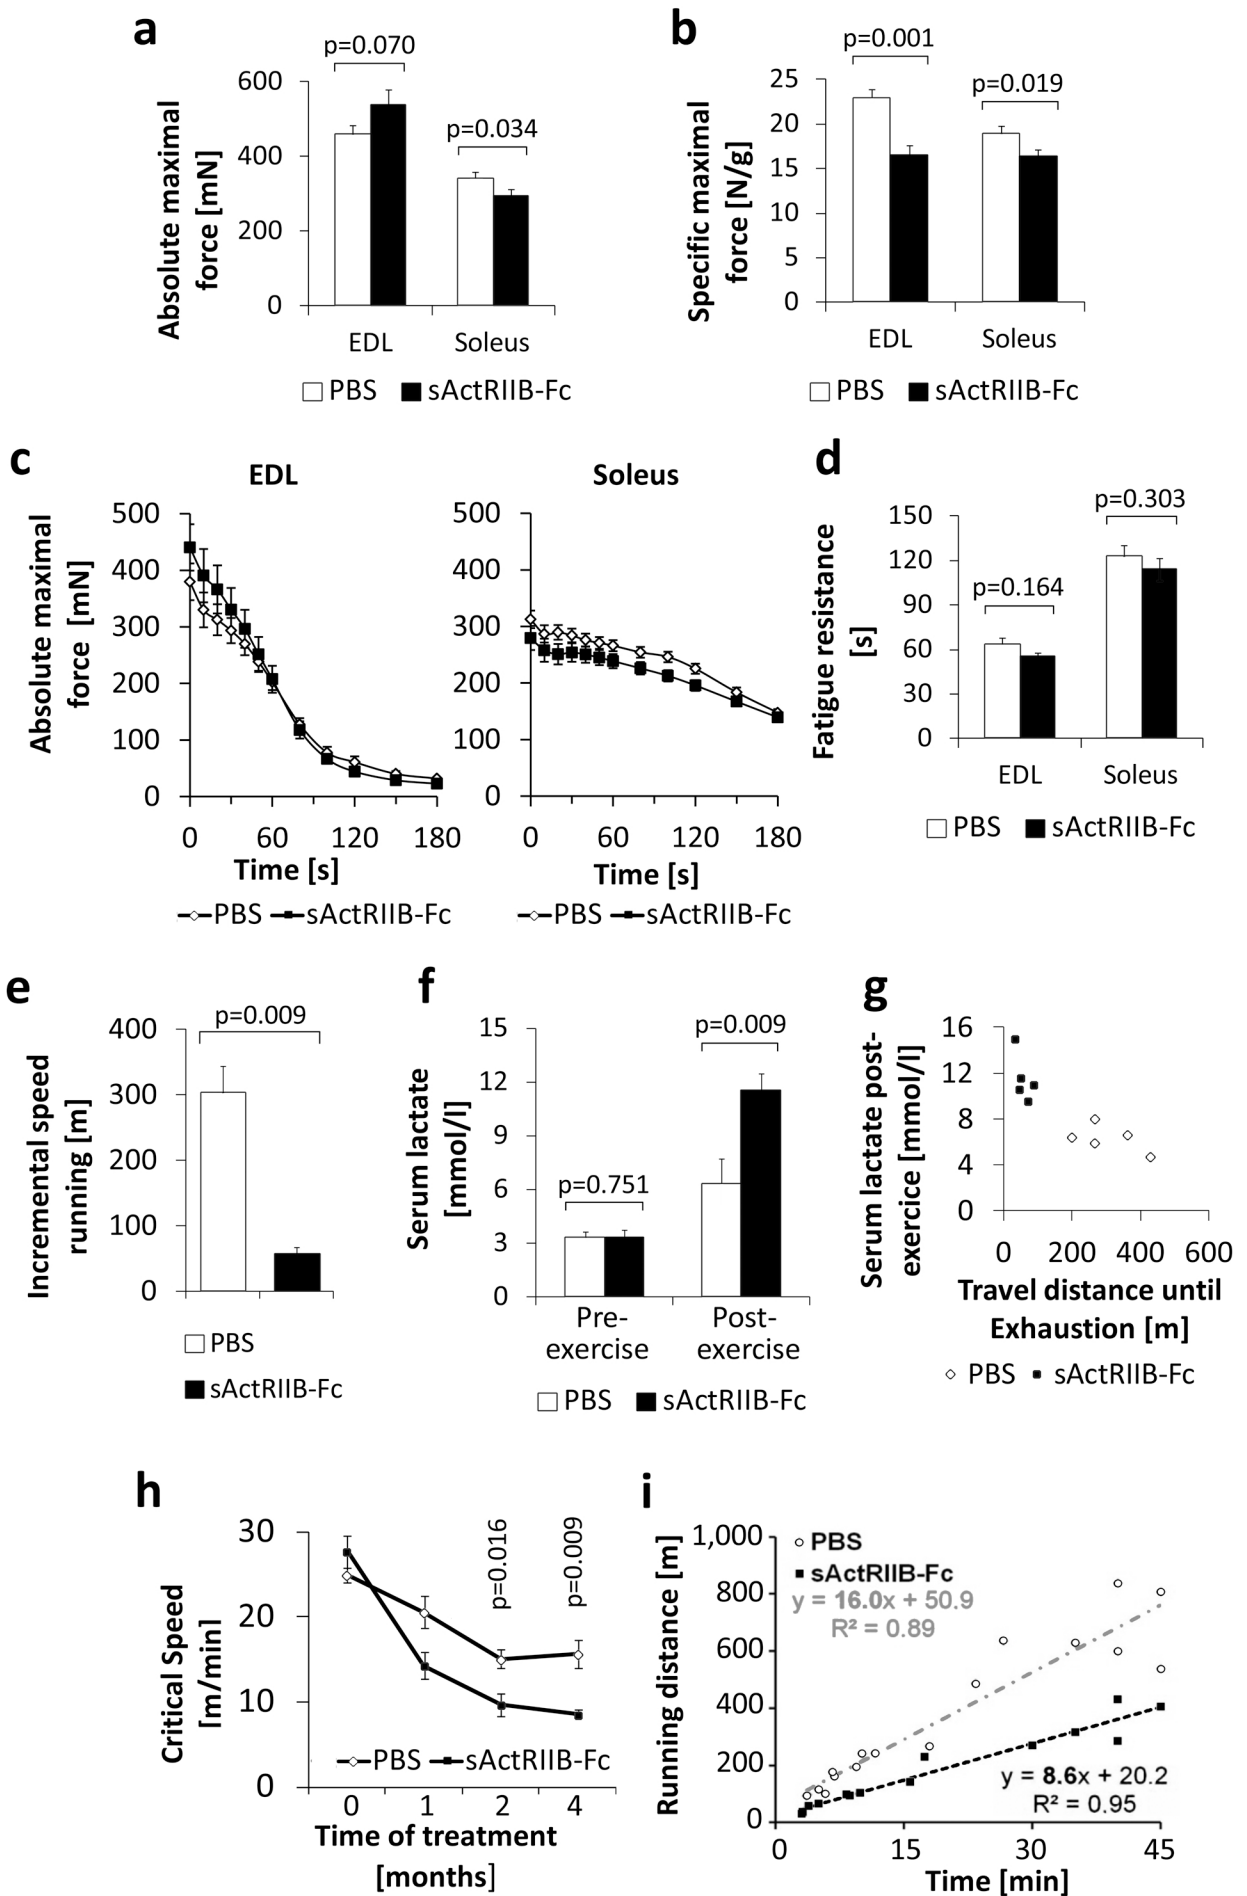 a
p=0.070
p=0.034
Absolute maximal
force [mN]
600
400
200
0
EDL
Soleus
PBS
sActRIIB-Fc
b
p=0.001
p=0.019
Specific maximal
force [N/g]
25
20
15
10
5
0
EDL
Soleus
PBS
sActRIIB-Fc
c
EDL
Absolute maximal
force [mN]
500
400
300
200
100
0
0
60
120
180
Time [s]
PBS
sActRIIB-Fc
Soleus
500
400
300
200
100
0
0
60
120
180
Time [s]
PBS
sActRIIB-Fc
d
p=0.303
p=0.164
Fatigue resistance
[s]
150
120
90
60
30
0
EDL
Soleus
PBS
sActRIIB-Fc
e
p=0.009
Incremental speed
running [m]
400
300
200
100
0
PBS
sActRIIB-Fc
f
p=0.009
p=0.751
Serum lactate
[mmol/l]
15
12
9
6
3
0
Pre-
exercise
Post-
exercise
PBS
sActRIIB-Fc
g
Serum lactate post-
exercice [mmol/l]
16
12
8
4
0
0
200
400
600
Travel distance until
Exhaustion [m]
PBS
sActRIIB-Fc
h
p=0.016
p=0.009
Critical Speed
[m/min]
30
20
10
0
PBS
sActRIIB-Fc
0
1
2
4
Time of treatment
[months]
i
Running distance [m]
1,000
800
600
400
200
0
PBS
sActRIIB-Fc
y = 16.0x + 50.9
R² = 0.89
y = 8.6x + 20.2
R² = 0.95
0
15
30
45
Time [min]